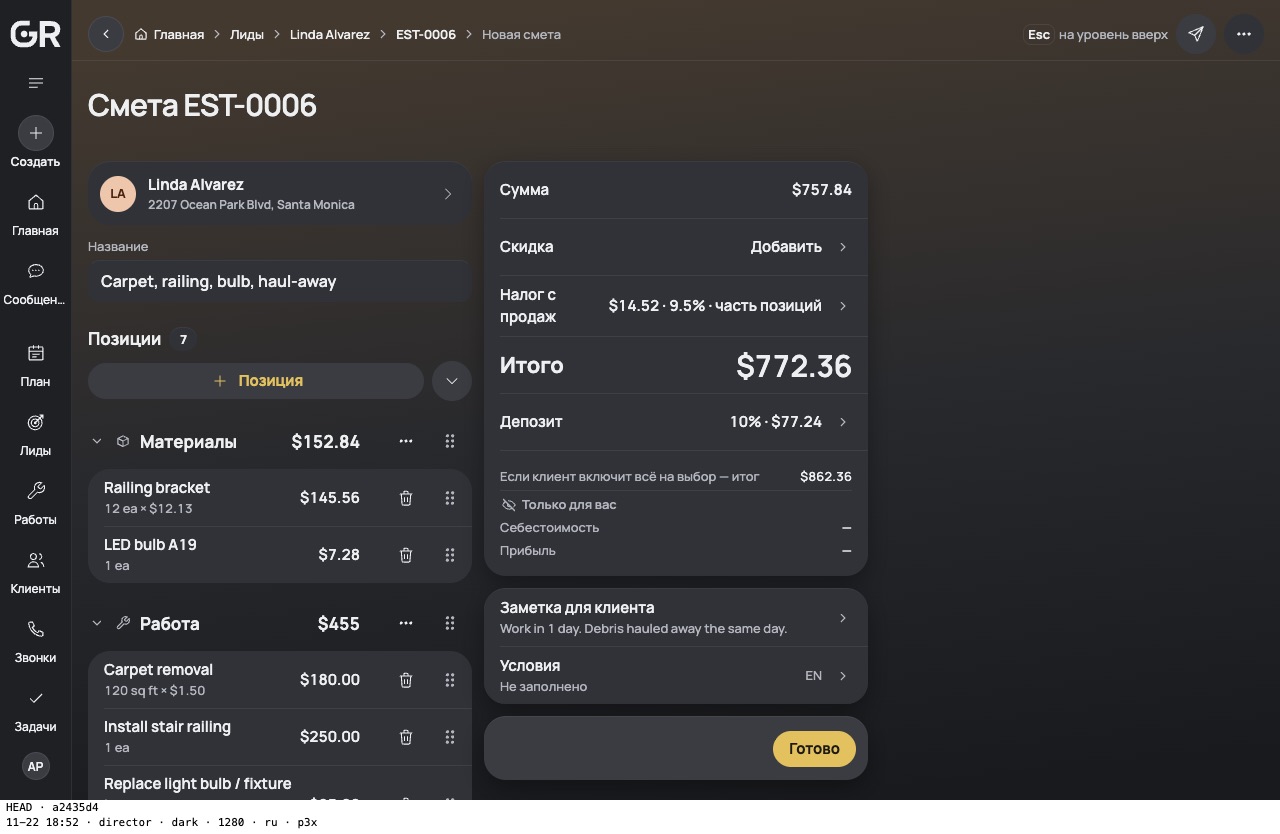 GR
Главная
Лиды
Linda Alvarez
EST-0006
Новая смета
Esc на уровень вверх
Создать
Главная
Сообщен...
План
Лиды
Работы
Клиенты
Звонки
Задачи
AP
Смета EST-0006
LA
Linda Alvarez
2207 Ocean Park Blvd, Santa Monica
Название
Carpet, railing, bulb, haul-away
Позиции 7
+ Позиция
Материалы $152.84
Railing bracket
12 ea × $12.13
$145.56
LED bulb A19
1 ea
$7.28
Работа $455
Carpet removal
120 sq ft × $1.50
$180.00
Install stair railing
1 ea
$250.00
Replace light bulb / fixture
Сумма $757.84
Скидка Добавить
Налог с продаж
$14.52 · 9.5% · часть позиций
Итого $772.36
Депозит 10% · $77.24
Если клиент включит всё на выбор — итог $862.36
Только для вас
Себестоимость —
Прибыль —
Заметка для клиента
Work in 1 day. Debris hauled away the same day.
Условия
Не заполнено
EN
Готово
HEAD · a2435d4
11-22 18:52 · director · dark · 1280 · ru · p3x